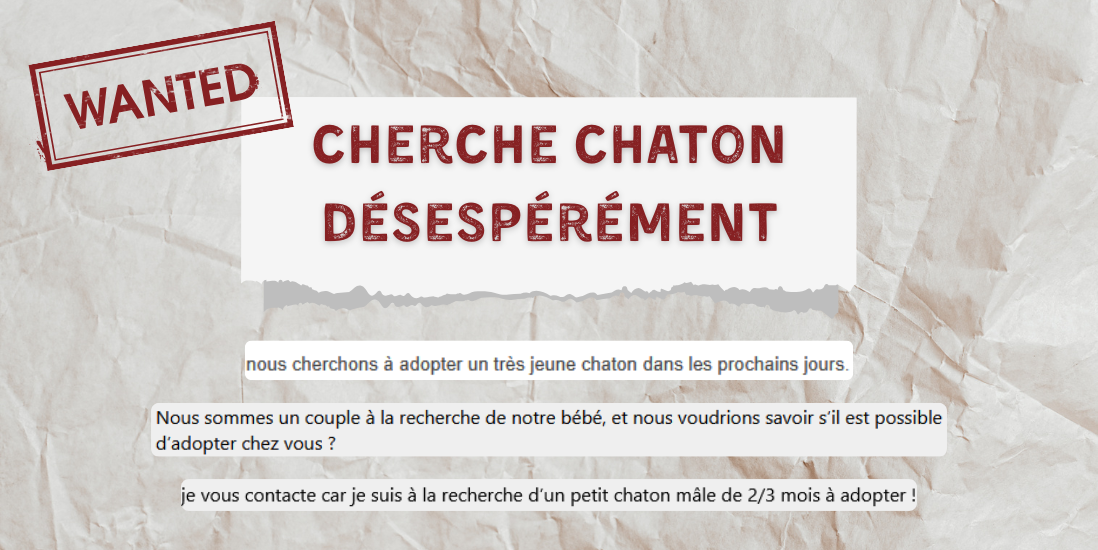 WANTED
CHERCHE CHATON
DÉSESPÉRÉMENT
nous cherchons à adopter un très jeune chaton dans les prochains jours.
Nous sommes un couple à la recherche de notre bébé, et nous voudrions savoir s'il est possible
d'adopter chez vous ?
je vous contacte car je suis à la recherche d'un petit chaton mâle de 2/3 mois à adopter !